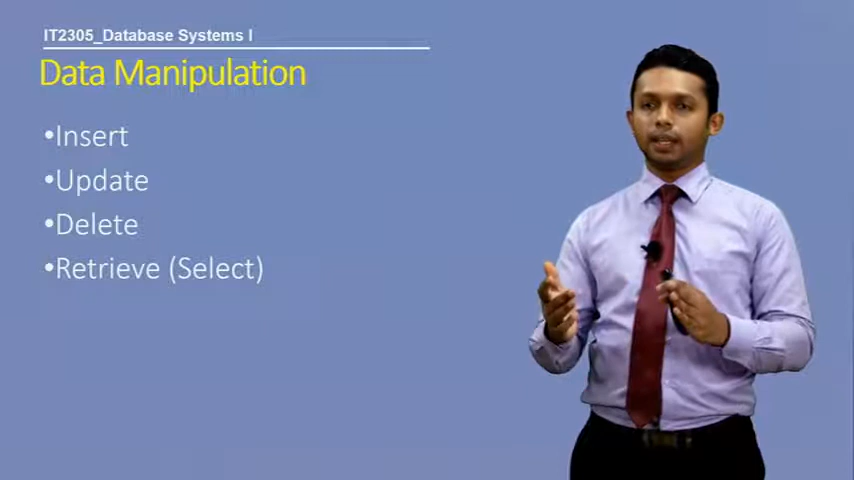 IT2305_Database Systems I
Data Manipulation
•Insert
•Update
•Delete
•Retrieve (Select)